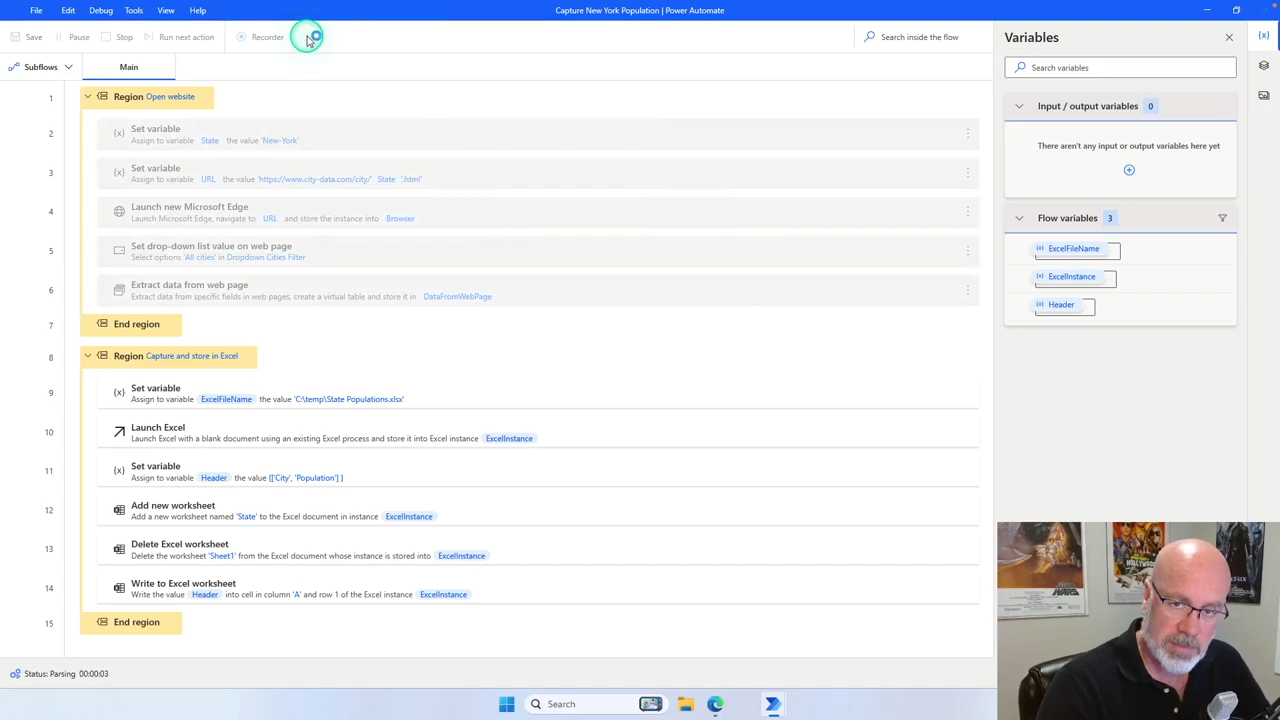 File Edit Debug Tools View Help Capture New York Population | Power Automate
Save Pause Stop Run next action Recorder Search inside the flow
Subflows Main
1 Region Open website
2 Set variable
Assign to variable State the value 'New-York'
3 Set variable
Assign to variable URL the value 'https://www.city-data.com/city/' State '.html'
4 Launch new Microsoft Edge
Launch Microsoft Edge, navigate to URL and store the instance into Browser
5 Set drop-down list value on web page
Select options 'All cities' in Dropdown Cities Filter
6 Extract data from web page
Extract data from specific fields in web pages, create a virtual table and store it in DataFromWebPage
7 End region
8 Region Capture and store in Excel
9 {x} Set variable
Assign to variable ExcelFileName the value 'C:\temp\State Populations.xlsx'
10 Launch Excel
Launch Excel with a blank document using an existing Excel process and store it into Excel instance ExcelInstance
11 {x} Set variable
Assign to variable Header the value {['City', 'Population'] }
12 Add new worksheet
Add a new worksheet named 'State' to the Excel document in instance ExcelInstance
13 Delete Excel worksheet
Delete the worksheet 'Sheet1' from the Excel document whose instance is stored into ExcelInstance
14 Write to Excel worksheet
Write the value Header into cell in column 'A' and row 1 of the Excel instance ExcelInstance
15 End region
Status: Parsing 00:00:03
Variables
Search variables
Input / output variables 0
There aren't any input or output variables here yet
Flow variables 3
{x} ExcelFileName
{x} ExcelInstance
{x} Header
STAR WARS
HOLLYWOOD
Search